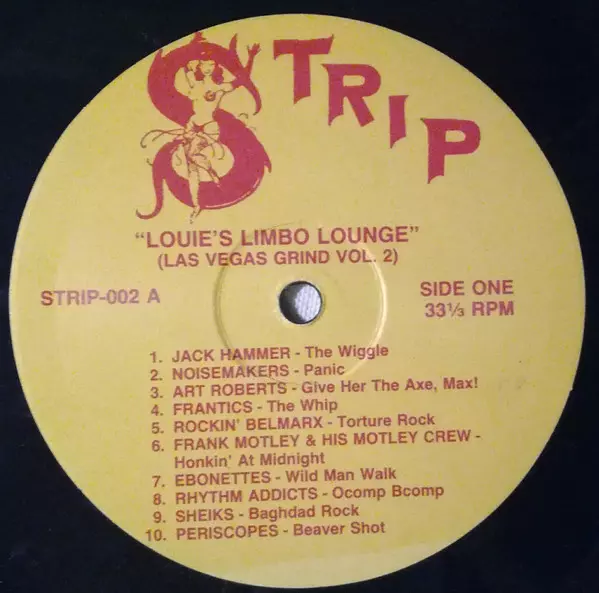 STRIP
“LOUIE’S LIMBO LOUNGE”
(LAS VEGAS GRIND VOL. 2)
STRIP-002 A
SIDE ONE
33⅓ RPM
1. JACK HAMMER - The Wiggle
2. NOISEMAKERS - Panic
3. ART ROBERTS - Give Her The Axe, Max!
4. FRANTICS - The Whip
5. ROCKIN’ BELMARX - Torture Rock
6. FRANK MOTLEY & HIS MOTLEY CREW -
Honkin’ At Midnight
7. EBONETTES - Wild Man Walk
8. RHYTHM ADDICTS - Ocomp Bcomp
9. SHEIKS - Baghdad Rock
10. PERISCOPES - Beaver Shot